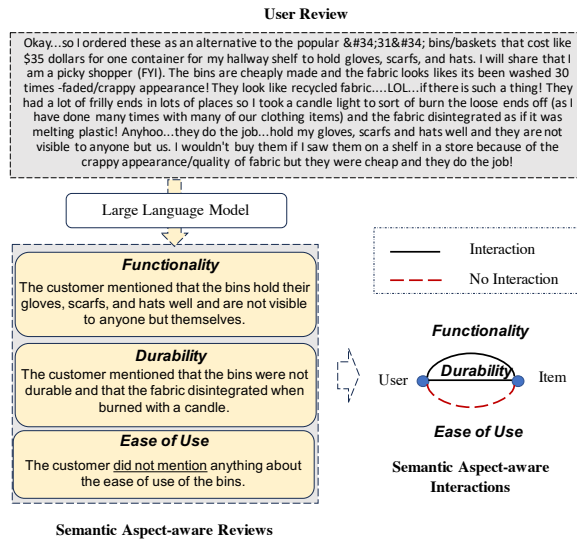 User Review
Okay...so I ordered these as an alternative to the popular &#34;31&#34; bins/baskets that cost like
$35 dollars for one container for my hallway shelf to hold gloves, scarfs, and hats. I will share that I
am a picky shopper (FYI). The bins are cheaply made and the fabric looks likes its been washed 30
times -faded/crappy appearance! They look like recycled fabric....LOL...if there is such a thing! They
had a lot of frilly ends in lots of places so I took a candle light to sort of burn the loose ends off (as I
have done many times with many of our clothing items) and the fabric disintegrated as if it was
melting plastic! Anyhoo...they do the job...hold my gloves, scarfs and hats well and they are not
visible to anyone but us. I wouldn't buy them if I saw them on a shelf in a store because of the
crappy appearance/quality of fabric but they were cheap and they do the job!
Large Language Model
Functionality
The customer mentioned that the bins hold their
gloves, scarfs, and hats well and are not visible
to anyone but themselves.
Durability
The customer mentioned that the bins were not
durable and that the fabric disintegrated when
burned with a candle.
Ease of Use
The customer did not mention anything about
the ease of use of the bins.
Semantic Aspect-aware Reviews
Interaction
No Interaction
Functionality
User
Durability
Item
Ease of Use
Semantic Aspect-aware
Interactions